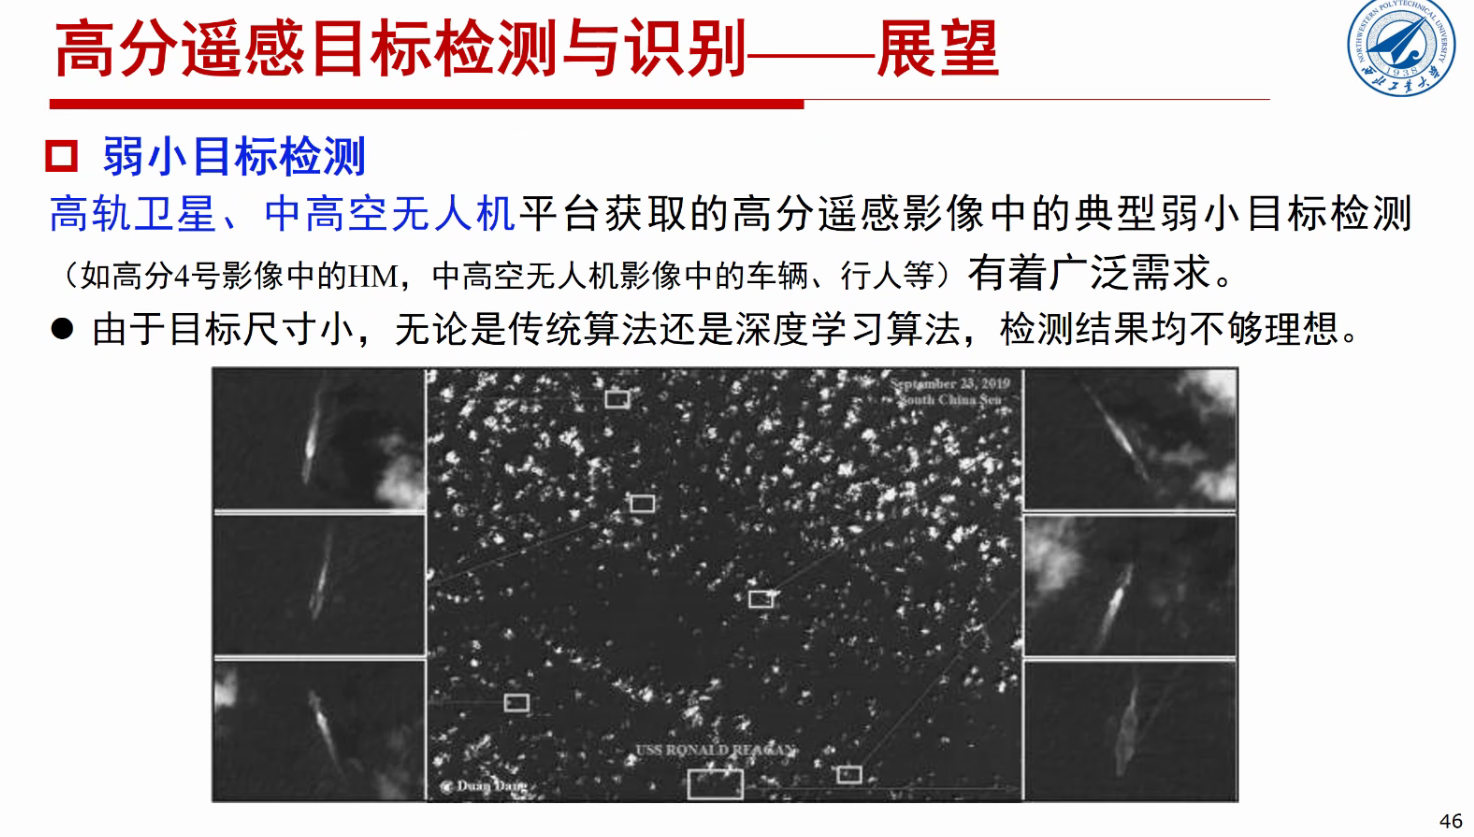 高分遥感目标检测与识别——展望
NORTHWESTERN POLYTECHNICAL UNIVERSITY
1938
西北工业大学
弱小目标检测
高轨卫星、中高空无人机平台获取的高分遥感影像中的典型弱小目标检测
（如高分4号影像中的HM，中高空无人机影像中的车辆、行人等）有着广泛需求。
● 由于目标尺寸小，无论是传统算法还是深度学习算法，检测结果均不够理想。
September 23, 2019
South China Sea
USS RONALD REAGAN
© Duan Dang
46